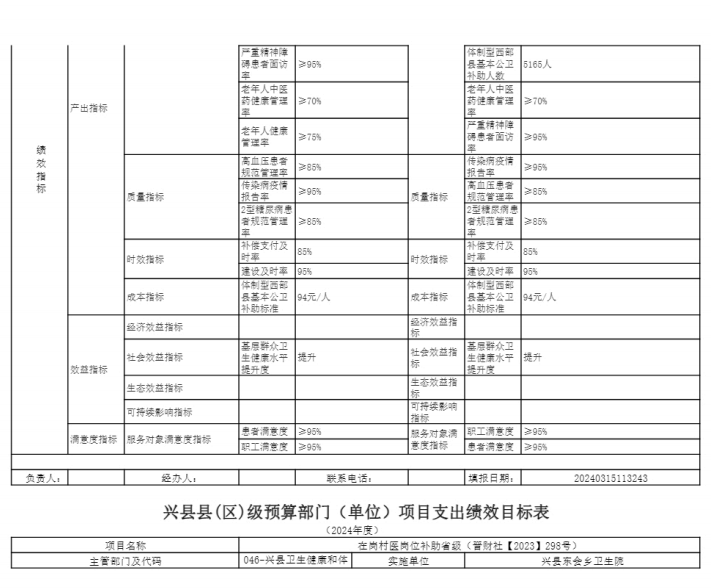 严重精神障
碍患者面访
率
≥95%
体制型西部
县基本公卫
补助人数
5165人
产出指标
老年人中医
药健康管理
率
≥70%
老年人中医
药健康管理
率
≥70%
老年人健康
管理率
≥75%
严重精神障
碍患者面访
率
≥95%
绩
效
指
标
质量指标
高血压患者
规范管理率
≥85%
质量指标
传染病疫情
报告率
≥95%
传染病疫情
报告率
≥95%
高血压患者
规范管理率
≥85%
2型糖尿病患
者规范管理
率
≥85%
2型糖尿病患
者规范管理
率
≥85%
时效指标
补偿支付及
时率
85%
时效指标
补偿支付及
时率
85%
建设及时率
95%
建设及时率
95%
成本指标
体制型西部
县基本公卫
补助标准
94元/人
成本指标
体制型西部
县基本公卫
补助标准
94元/人
效益指标
经济效益指标
经济效益指
标
社会效益指标
基层群众卫
生健康水平
提升度
提升
社会效益指
标
基层群众卫
生健康水平
提升度
提升
生态效益指标
生态效益指
标
可持续影响指标
可持续影响
指标
满意度指标
服务对象满意度指标
患者满意度
≥95%
服务对象满
意度指标
职工满意度
≥95%
职工满意度
≥95%
患者满意度
≥95%
负责人:
经办人:
联系电话:
填报日期:
20240315113243
兴县县(区)级预算部门（单位）项目支出绩效目标表
（2024年度）
项目名称
在岗村医岗位补助省级（晋财社【2023】298号）
主管部门及代码
046-兴县卫生健康和体
实施单位
兴县东会乡卫生院